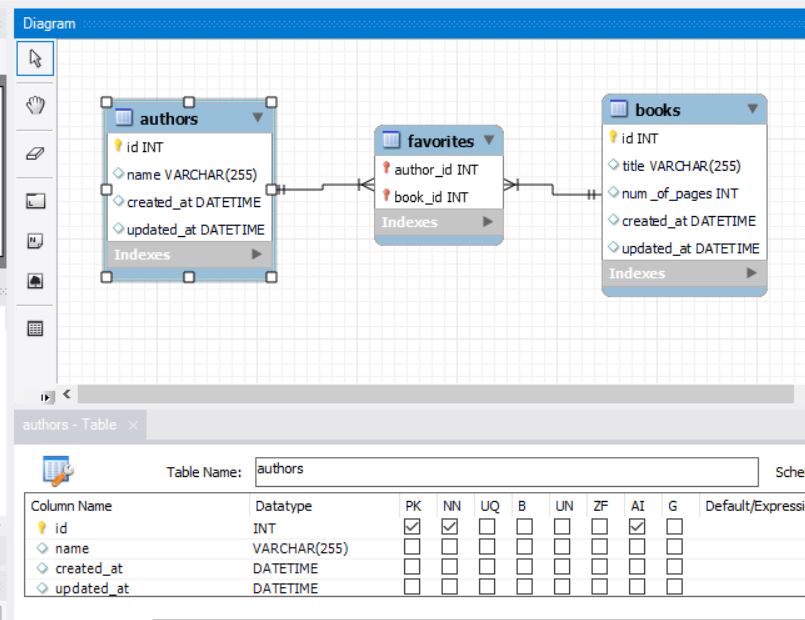 Diagram
authors
id INT
name VARCHAR(255)
created_at DATETIME
updated_at DATETIME
Indexes
favorites
author_id INT
book_id INT
Indexes
books
id INT
title VARCHAR(255)
num _of_pages INT
created_at DATETIME
updated_at DATETIME
Indexes
authors - Table
Table Name: authors Sche
Column Name Datatype PK NN UQ B UN ZF AI G Default/Expressi
id INT
name VARCHAR(255)
created_at DATETIME
updated_at DATETIME